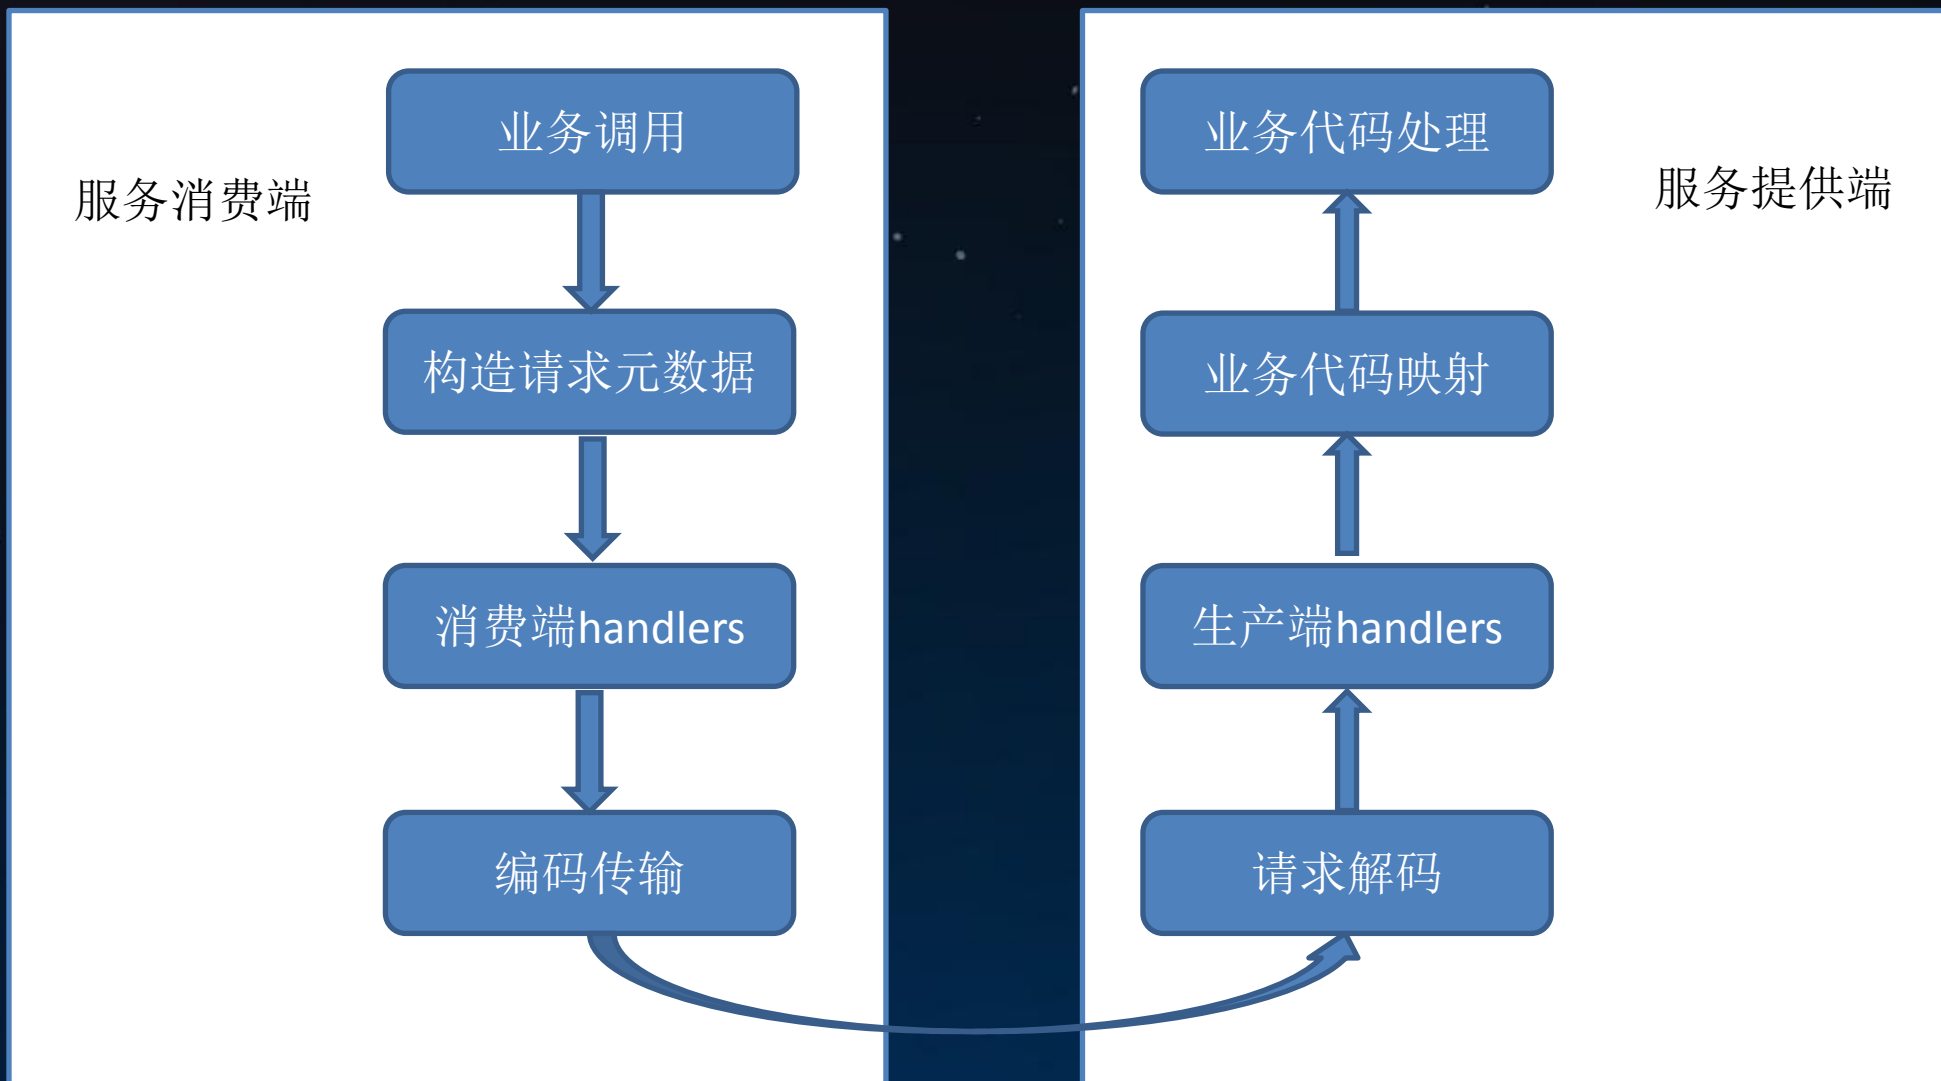 服务消费端
业务调用
构造请求元数据
消费端handlers
编码传输
业务代码处理
服务提供端
业务代码映射
生产端handlers
请求解码